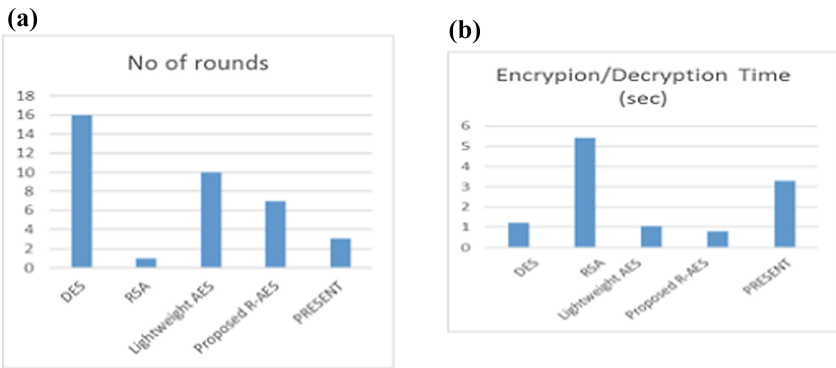 (a)
No of rounds
18
16
14
12
10
8
6
4
2
0
DES
RSA
Lightweight AES
Proposed R-AES
PRESENT
(b)
Encrypion/Decryption Time
(sec)
6
5
4
3
2
1
0
DES
RSA
Lightweight AES
Proposed R-AES
PRESENT